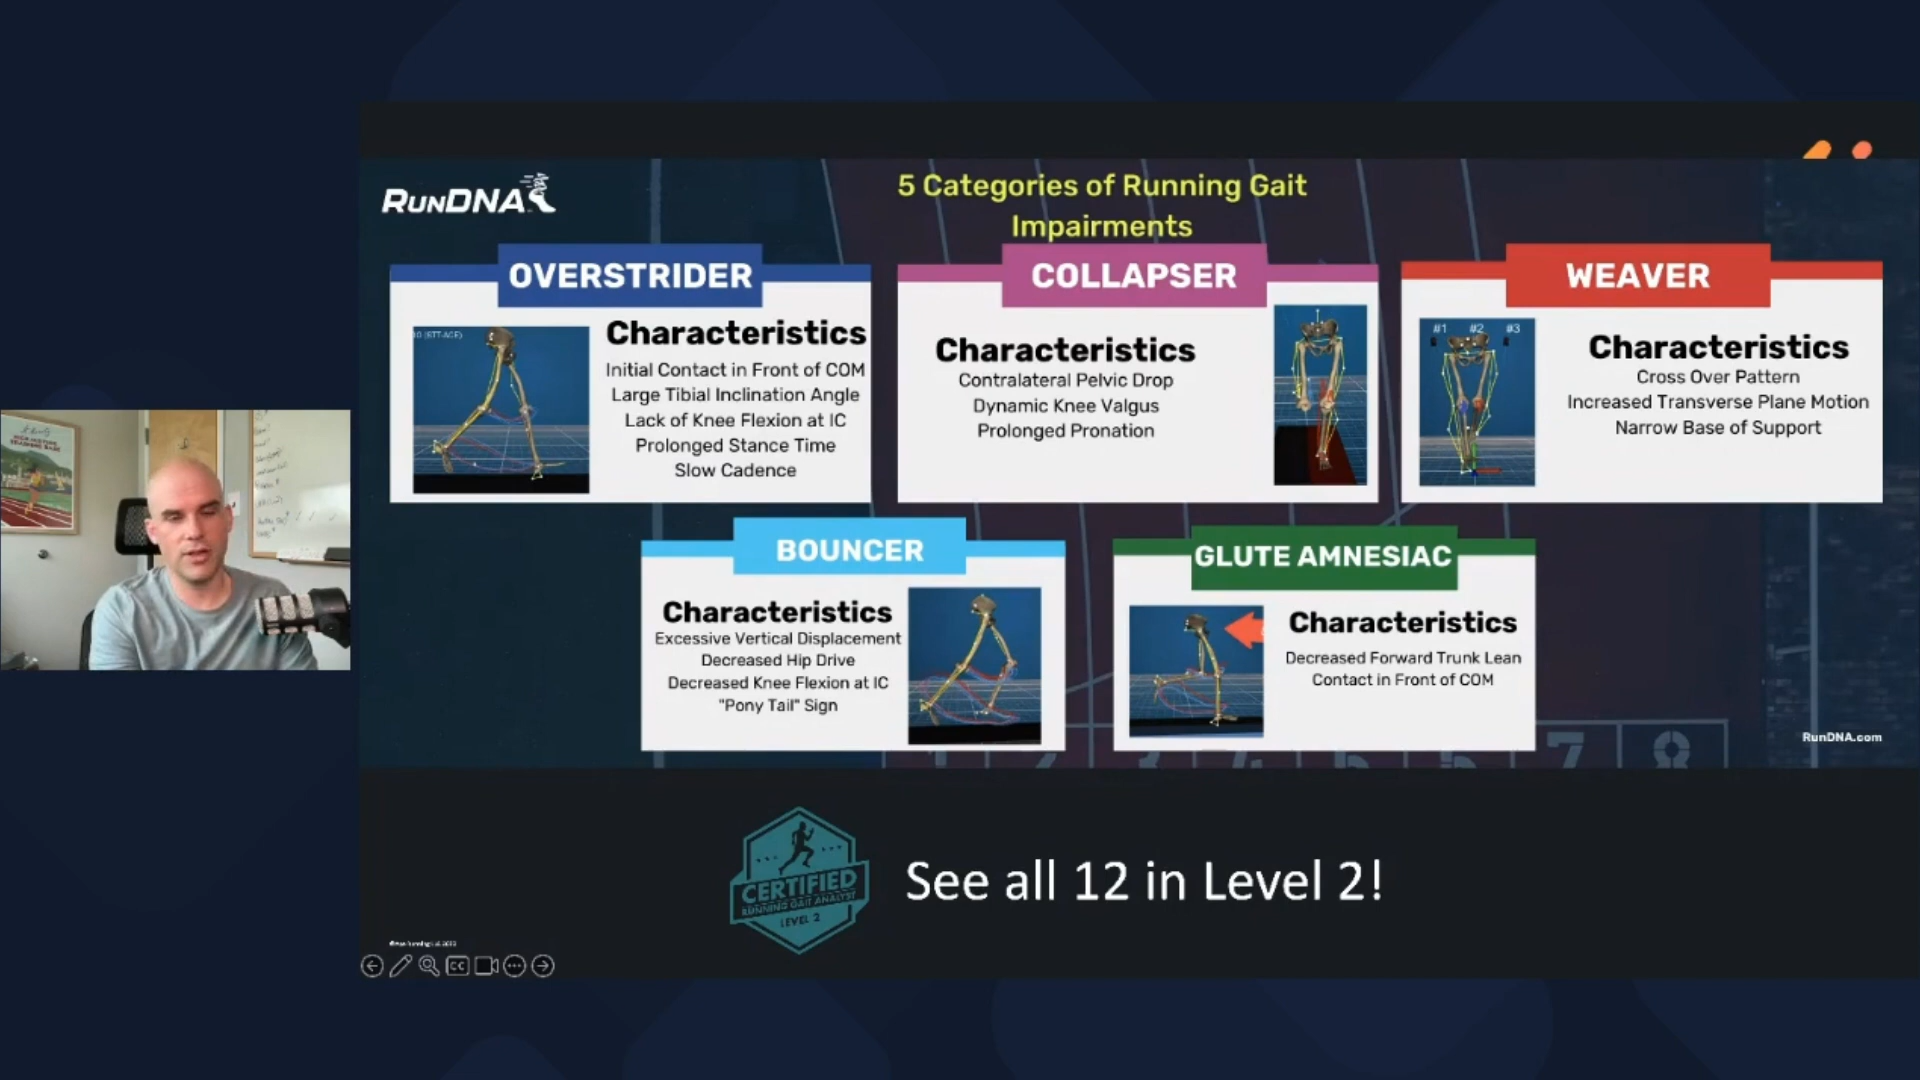 RUNDNA
5 Categories of Running Gait
Impairments
OVERSTRIDER
Characteristics
Initial Contact in Front of COM
Large Tibial Inclination Angle
Lack of Knee Flexion at IC
Prolonged Stance Time
Slow Cadence
COLLAPSER
Characteristics
Contralateral Pelvic Drop
Dynamic Knee Valgus
Prolonged Pronation
WEAVER
#1 #2 #3
Characteristics
Cross Over Pattern
Increased Transverse Plane Motion
Narrow Base of Support
BOUNCER
Characteristics
Excessive Vertical Displacement
Decreased Hip Drive
Decreased Knee Flexion at IC
"Pony Tail" Sign
GLUTE AMNESIAC
Characteristics
Decreased Forward Trunk Lean
Contact in Front of COM
RunDNA.com
7 8
CERTIFIED
RUNNING GAIT ANALYST
LEVEL 2
See all 12 in Level 2!
CC